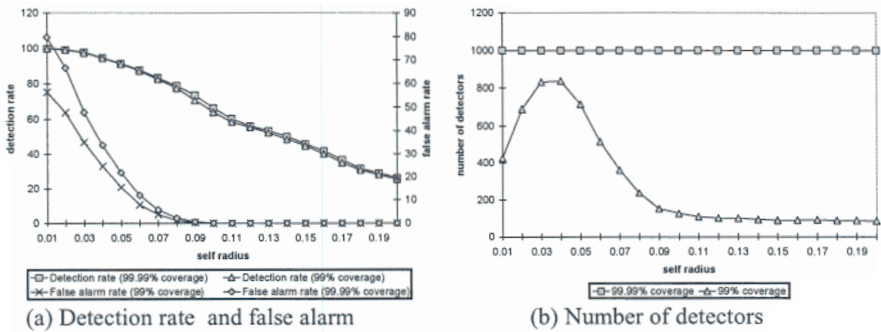 120
100
80
60
40
20
0
detection rate
90
80
70
60
50
40
30
20
10
0
false alarm rate
0.01 0.03 0.05 0.07 0.09 0.11 0.13 0.15 0.17 0.19
self radius
Detection rate (99.99% coverage) Detection rate (99% coverage)
False alarm rate (99% coverage) False alarm rate (99.99% coverage)
(a) Detection rate and false alarm
1200
1000
800
600
400
200
0
number of detectors
0.01 0.03 0.05 0.07 0.09 0.11 0.13 0.15 0.17 0.19
self radius
99.99% coverage 99% coverage
(b) Number of detectors